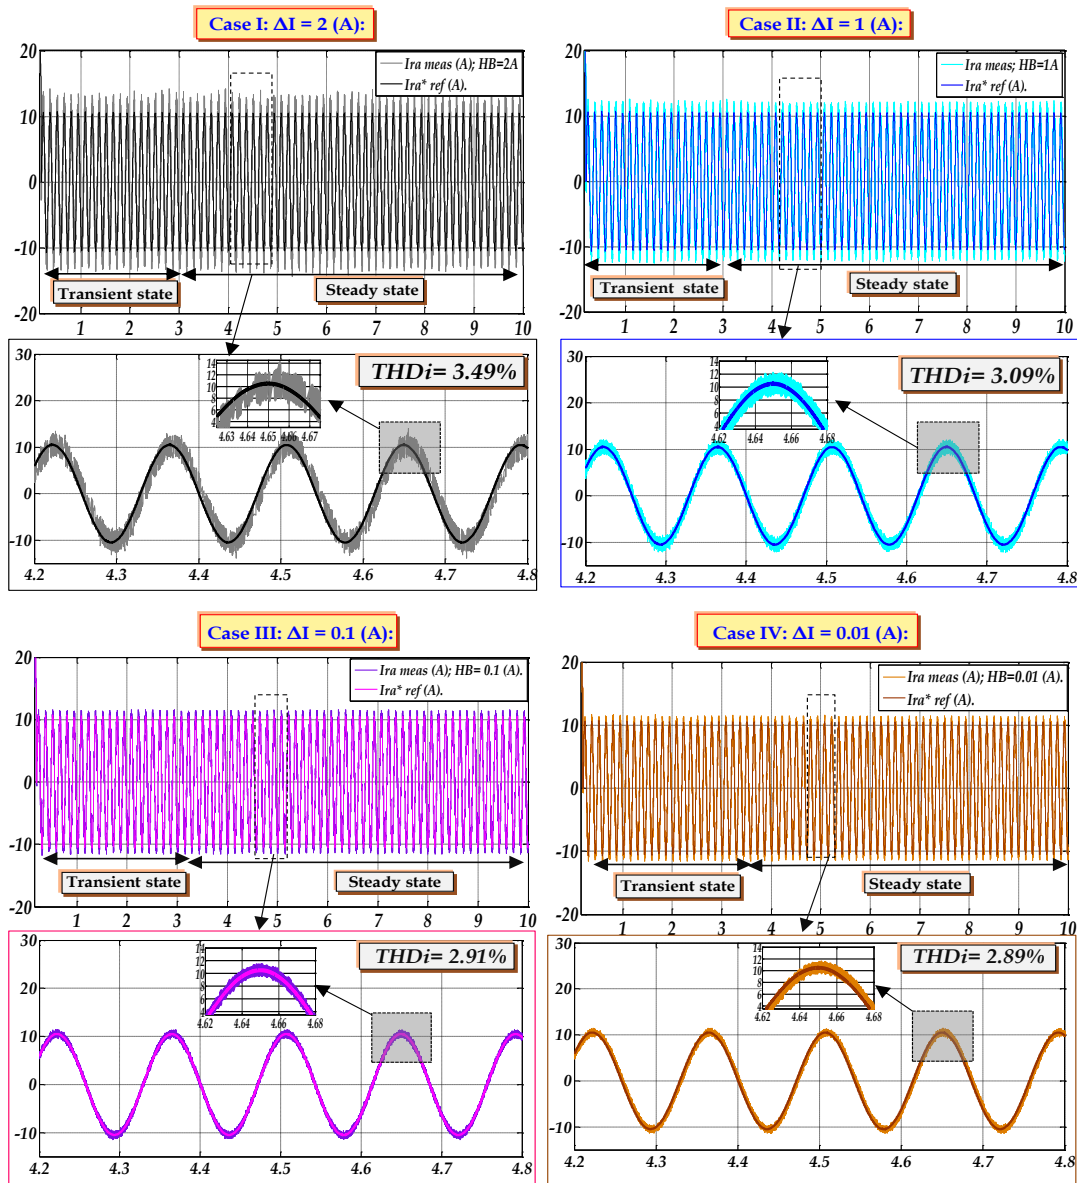 Case I: ΔI = 2 (A):
20
10
0
-10
-20
Ira meas (A); HB=2A
Ira* ref (A).
Transient state
Steady state
1 2 3 4 5 6 7 8 9 10
30
20
10
0
-10
THDi= 3.49%
14
12
10
8
6
4
4.63 4.64 4.65 4.66 4.67
4.2 4.3 4.4 4.5 4.6 4.7 4.8
Case II: ΔI = 1 (A):
20
10
0
-10
-20
Ira meas; HB=1A
Ira* ref (A).
Transient state
Steady state
1 2 3 4 5 6 7 8 9 10
30
20
10
0
-10
THDi= 3.09%
14
12
10
8
6
4
4.62 4.64 4.66 4.68
4.2 4.3 4.4 4.5 4.6 4.7 4.8
Case III: ΔI = 0.1 (A):
20
10
0
-10
-20
Ira meas (A); HB= 0.1 (A).
Ira* ref (A).
Transient state
Steady state
1 2 3 4 5 6 7 8 9 10
30
20
10
0
-10
THDi= 2.91%
14
12
10
8
6
4
4.62 4.64 4.66 4.68
4.2 4.3 4.4 4.5 4.6 4.7 4.8
Case IV: ΔI = 0.01 (A):
20
10
0
-10
-20
Ira meas (A); HB=0.01 (A).
Ira* ref (A).
Transient state
Steady state
1 2 3 4 5 6 7 8 9 10
30
20
10
0
-10
THDi= 2.89%
14
12
10
8
6
4
4.62 4.64 4.66 4.68
4.2 4.3 4.4 4.5 4.6 4.7 4.8